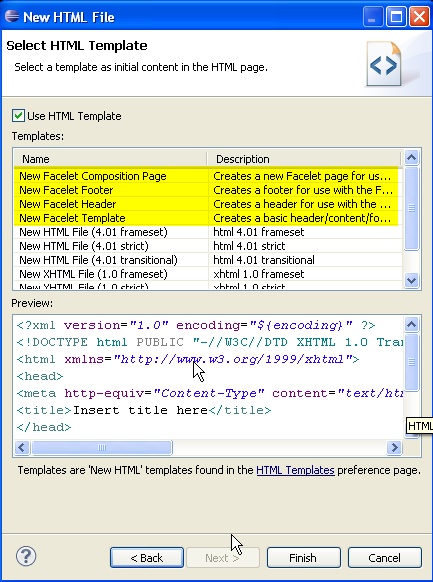 New HTML File
Select HTML Template
Select a template as initial content in the HTML page.
Use HTML Template
Templates:
Name Description
New Facelet Composition Page Creates a new Facelet page for us...
New Facelet Footer Creates a footer for use with the F...
New Facelet Header Creates a header for use with the ...
New Facelet Template Creates a basic header/content/fo...
New HTML File (4.01 frameset) html 4.01 frameset
New HTML File (4.01 strict) html 4.01 strict
New HTML File (4.01 transitional) html 4.01 transitional
New XHTML File (1.0 frameset) xhtml 1.0 frameset
New XHTML File (1.0 strict) xhtml 1.0 strict
Preview:
<?xml version="1.0" encoding="${encoding}" ?>
<!DOCTYPE html PUBLIC "-//W3C//DTD XHTML 1.0 Tran
<html xmlns="http://www.w3.org/1999/xhtml">
<head>
<meta http-equiv="Content-Type" content="text/htm
<title>Insert title here</title>
</head>
HTML
Templates are 'New HTML' templates found in the HTML Templates preference page.
?
< Back Next > Finish Cancel